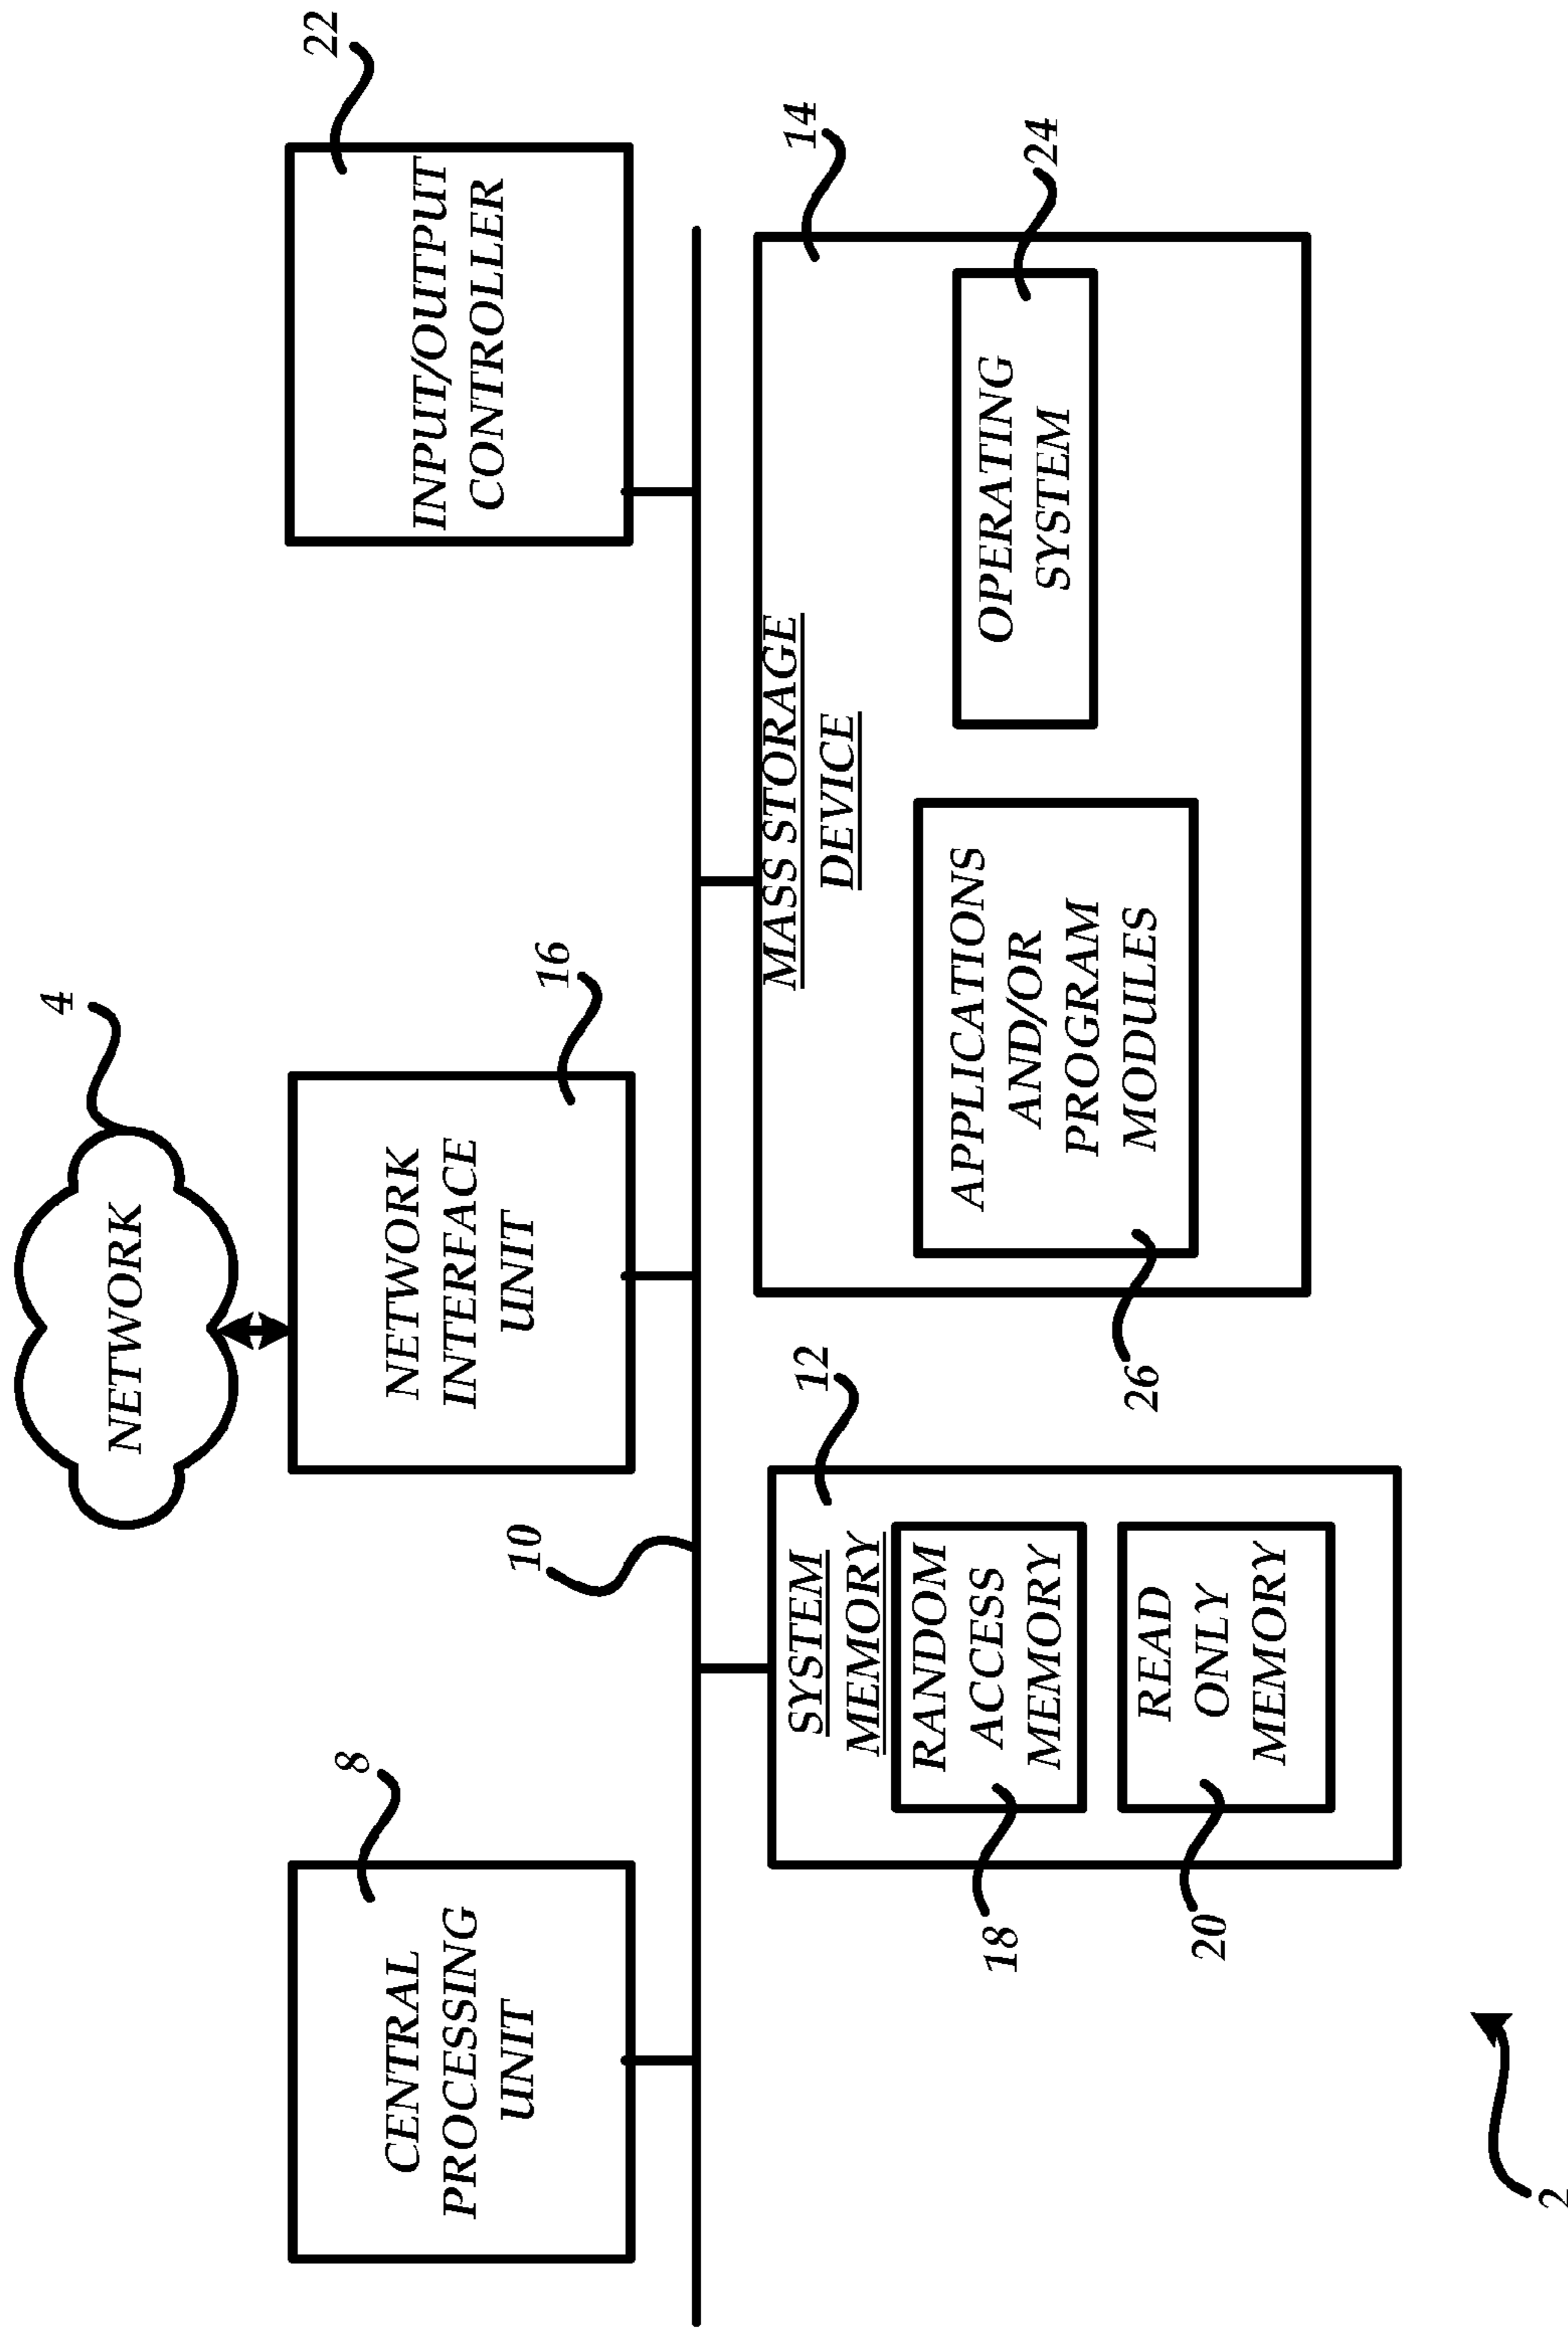 4
NETWORK
8
CENTRAL
PROCESSING
UNIT
16
NETWORK
INTERFACE
UNIT
22
INPUT/OUTPUT
CONTROLLER
10
12
SYSTEM
MEMORY
RANDOM
ACCESS
MEMORY
18
READ
ONLY
MEMORY
20
14
MASS STORAGE
DEVICE
APPLICATIONS
AND/OR
PROGRAM
MODULES
26
24
OPERATING
SYSTEM
2